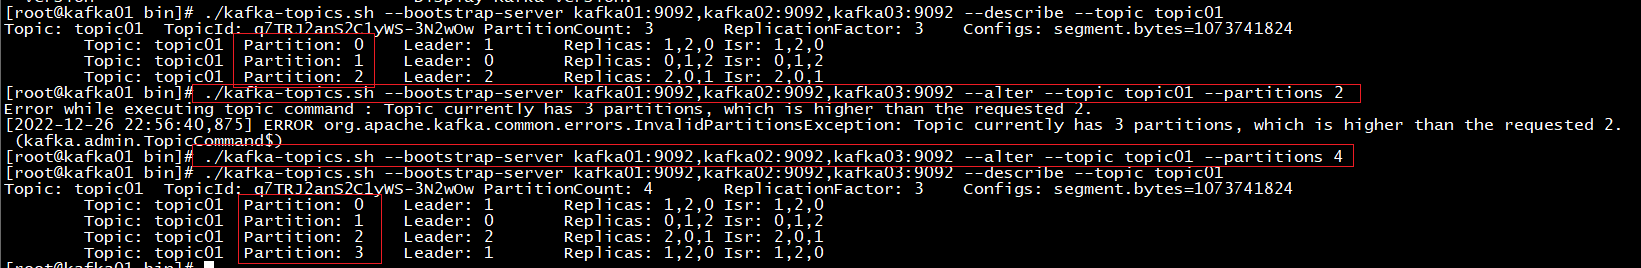 [root@kafka01 bin]# ./kafka-topics.sh --bootstrap-server kafka01:9092,kafka02:9092,kafka03:9092 --describe --topic topic01
Topic: topic01 TopicId: q7TRJ2anS2C1yWS-3N2wOw PartitionCount: 3 ReplicationFactor: 3 Configs: segment.bytes=1073741824
Topic: topic01 Partition: 0 Leader: 1 Replicas: 1,2,0 Isr: 1,2,0
Topic: topic01 Partition: 1 Leader: 0 Replicas: 0,1,2 Isr: 0,1,2
Topic: topic01 Partition: 2 Leader: 2 Replicas: 2,0,1 Isr: 2,0,1
[root@kafka01 bin]# ./kafka-topics.sh --bootstrap-server kafka01:9092,kafka02:9092,kafka03:9092 --alter --topic topic01 --partitions 2
Error while executing topic command : Topic currently has 3 partitions, which is higher than the requested 2.
[2022-12-26 22:56:40,875] ERROR org.apache.kafka.common.errors.InvalidPartitionsException: Topic currently has 3 partitions, which is higher than the requested 2.
(kafka.admin.TopicCommand$)
[root@kafka01 bin]# ./kafka-topics.sh --bootstrap-server kafka01:9092,kafka02:9092,kafka03:9092 --alter --topic topic01 --partitions 4
[root@kafka01 bin]# ./kafka-topics.sh --bootstrap-server kafka01:9092,kafka02:9092,kafka03:9092 --describe --topic topic01
Topic: topic01 TopicId: q7TRJ2anS2C1yWS-3N2wOw PartitionCount: 4 ReplicationFactor: 3 Configs: segment.bytes=1073741824
Topic: topic01 Partition: 0 Leader: 1 Replicas: 1,2,0 Isr: 1,2,0
Topic: topic01 Partition: 1 Leader: 0 Replicas: 0,1,2 Isr: 0,1,2
Topic: topic01 Partition: 2 Leader: 2 Replicas: 2,0,1 Isr: 2,0,1
Topic: topic01 Partition: 3 Leader: 1 Replicas: 1,2,0 Isr: 1,2,0
[root@kafka01 bin]#